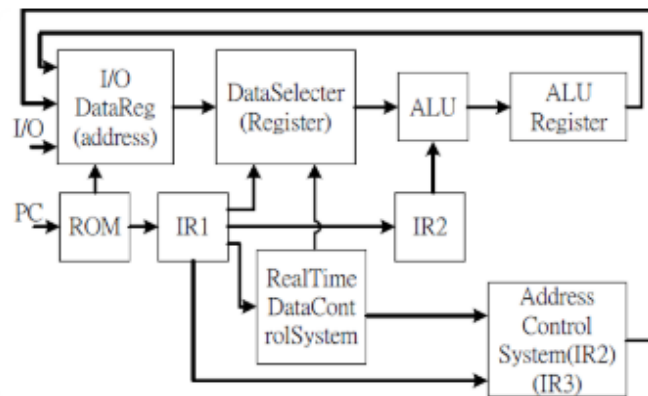 I/O
DataReg
(address)
DataSelecter
(Register)
ALU
ALU
Register
I/O
PC
ROM
IR1
IR2
RealTime
DataCont
rolSystem
Address
Control
System(IR2)
(IR3)